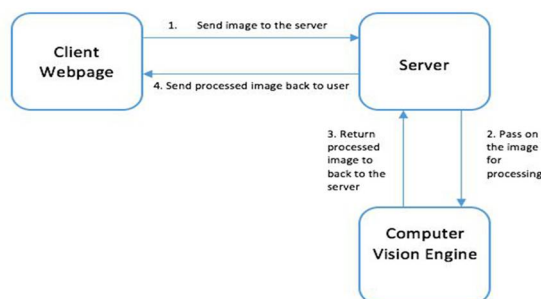 Client
Webpage
1. Send image to the server
Server
4. Send processed image back to user
3. Return
processed
image to
back to the
server
2. Pass on
the image
for
processing
Computer
Vision Engine